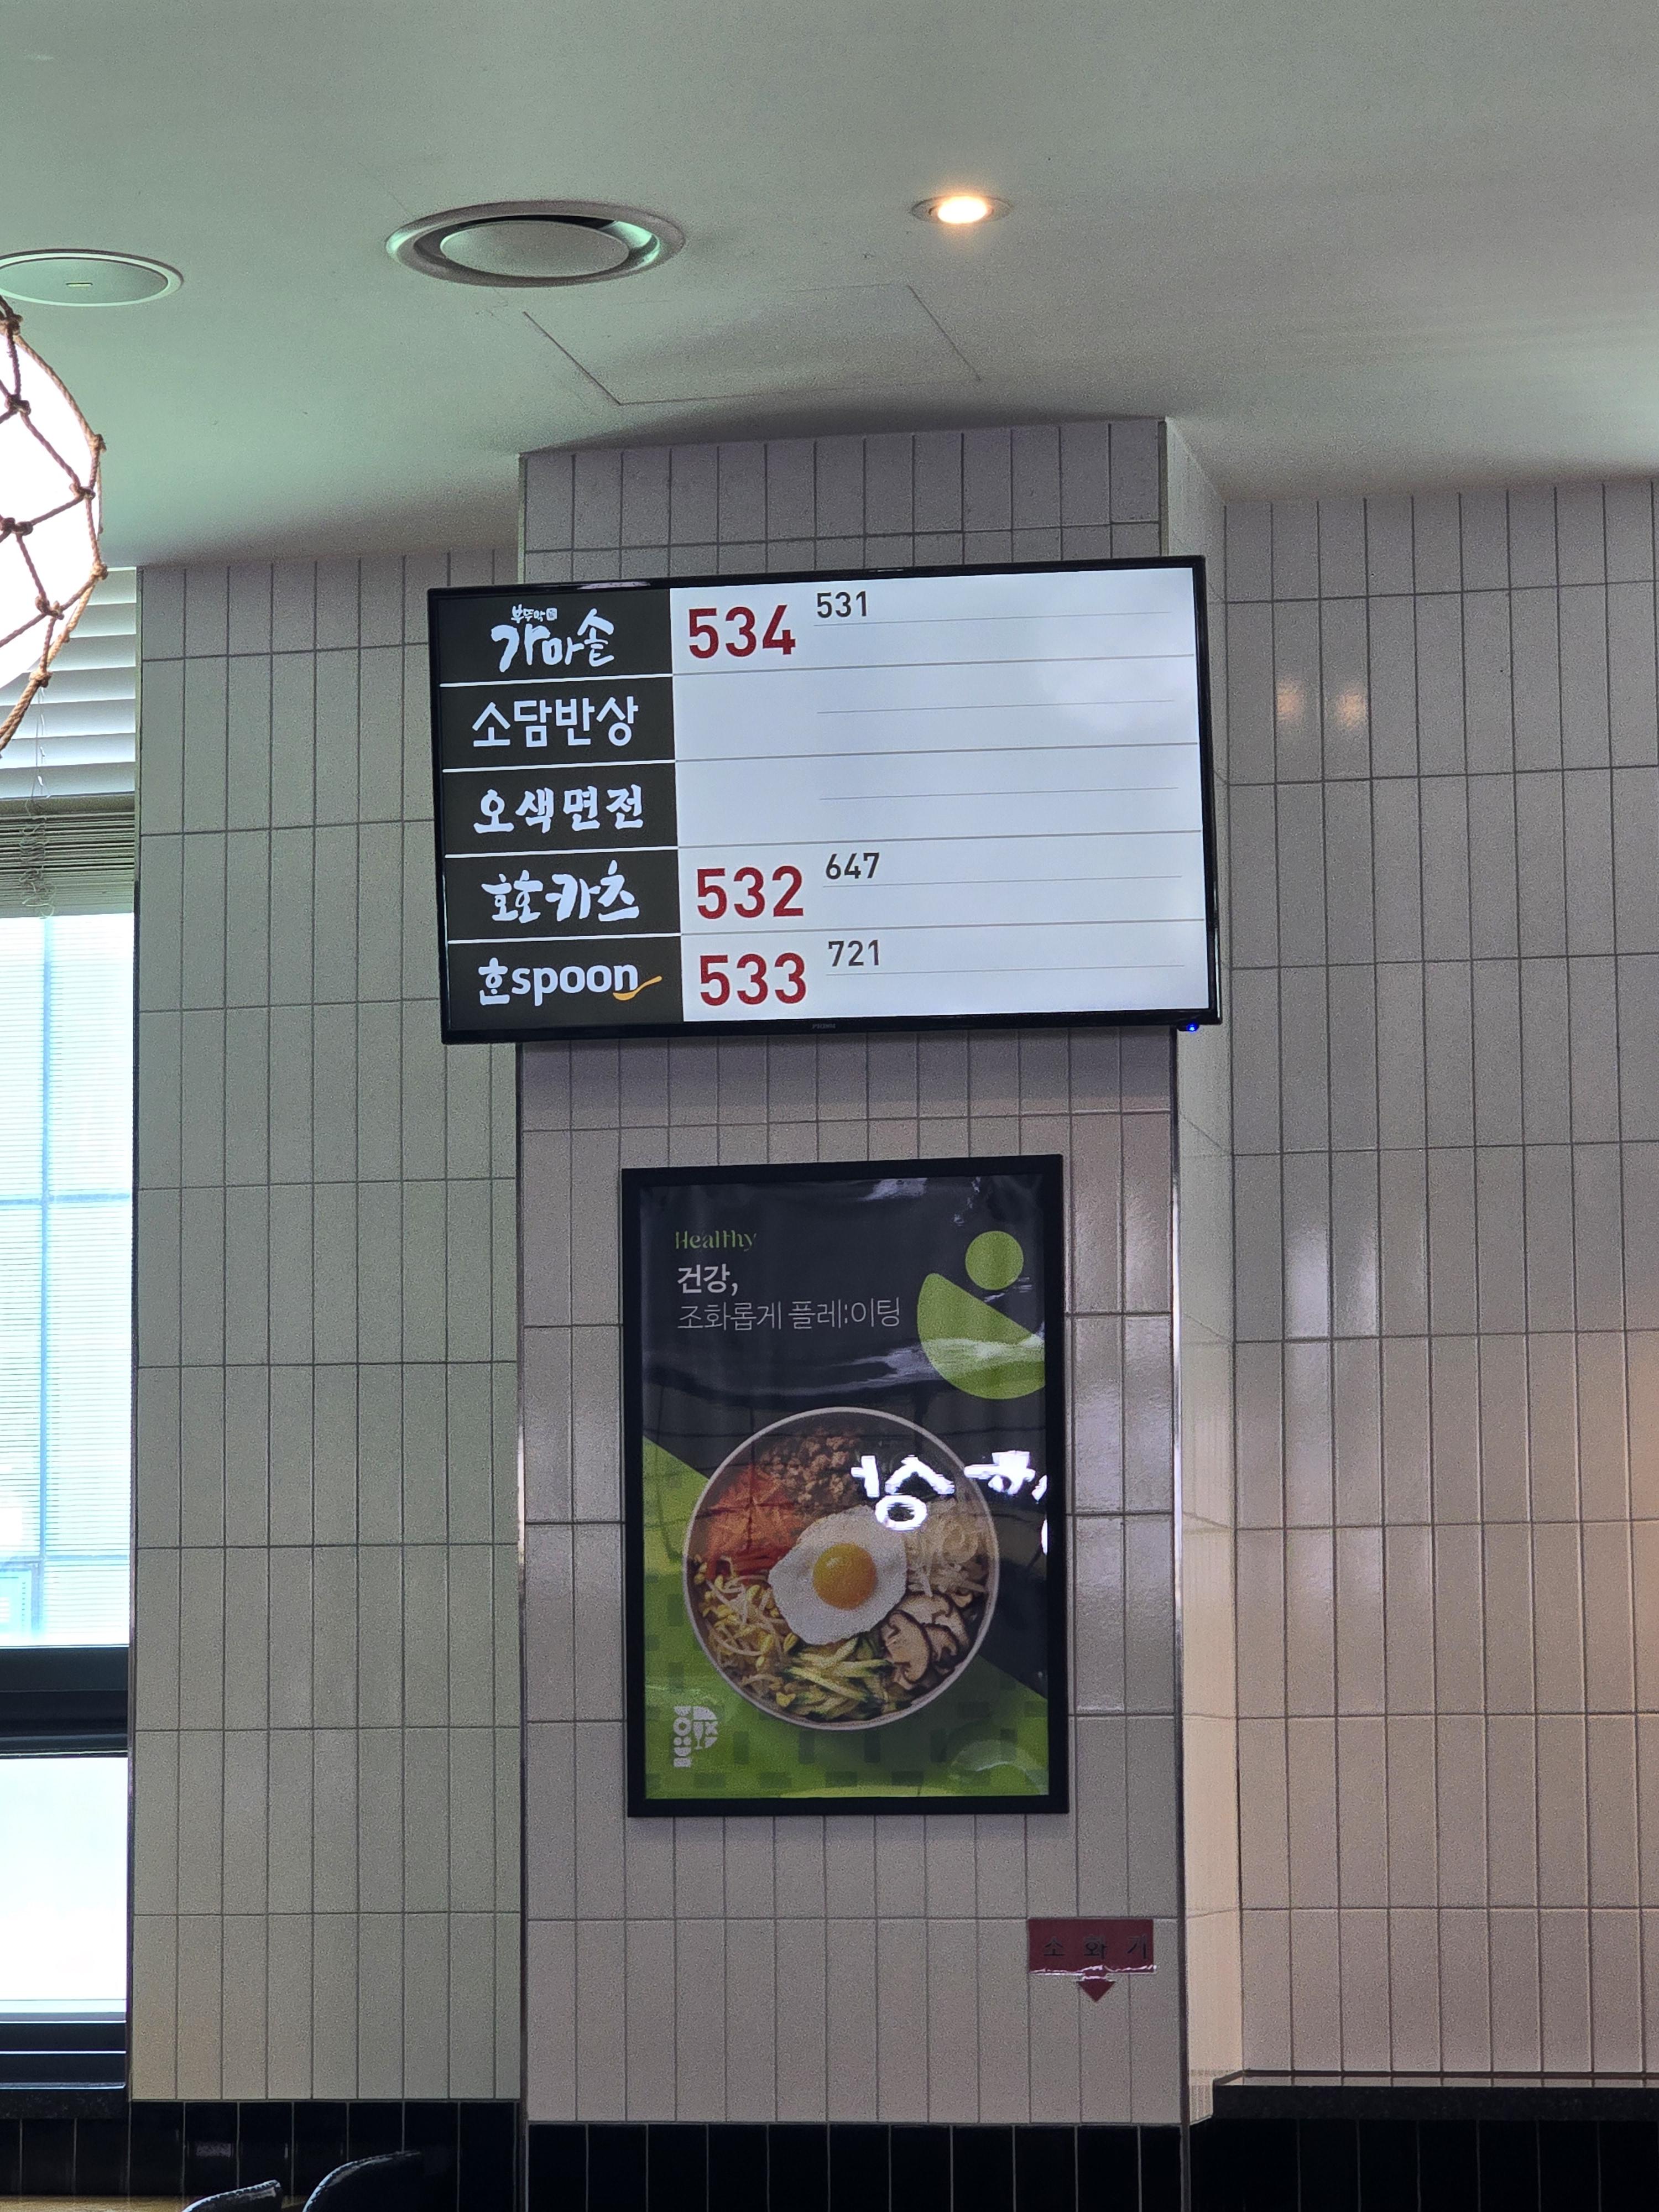 부뚜막
가마솥 534 531
소담반상
오색면전
호호카츠 532 647
혼spoon 533 721
Healthy
건강,
조화롭게 플레:이팅
소 화 기